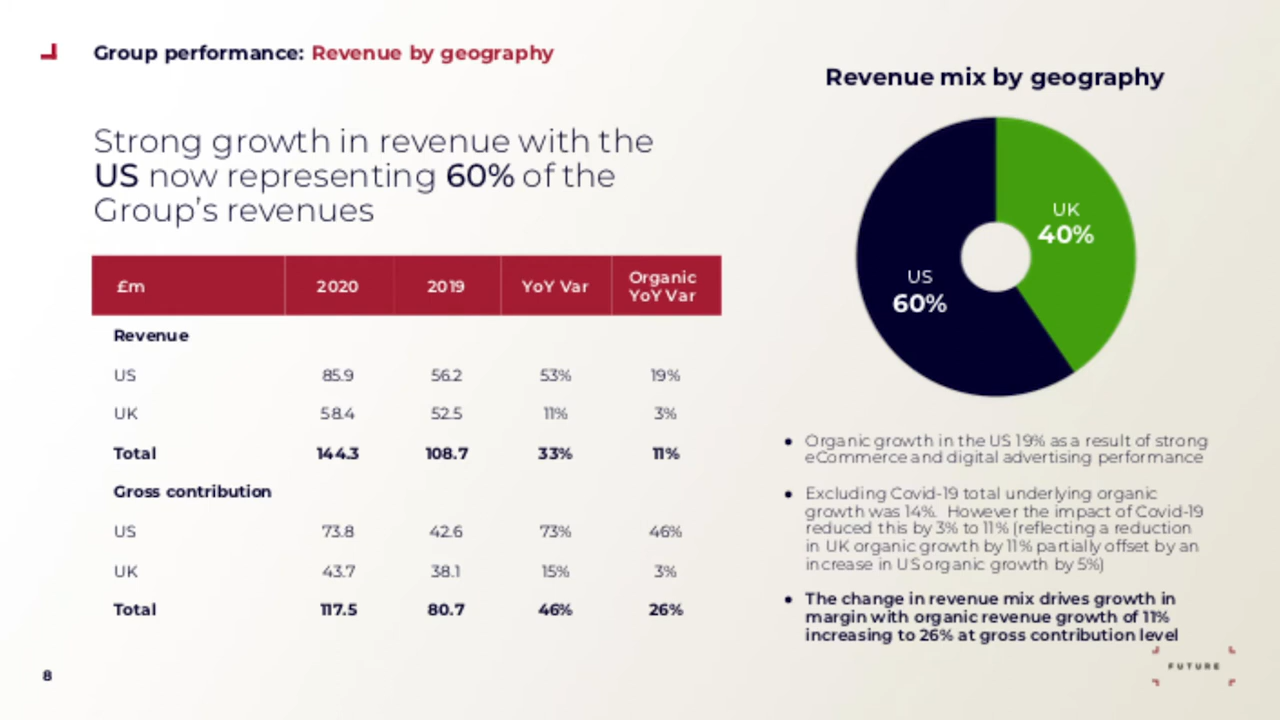 Group performance: Revenue by geography
Strong growth in revenue with the
US now representing 60% of the
Group's revenues
£m 2020 2019 YoY Var Organic YoY Var
Revenue
US 85.9 56.2 53% 19%
UK 58.4 52.5 11% 3%
Total 144.3 108.7 33% 11%
Gross contribution
US 73.8 42.6 73% 46%
UK 43.7 38.1 15% 3%
Total 117.5 80.7 46% 26%
8
Revenue mix by geography
UK
40%
US
60%
• Organic growth in the US 19% as a result of strong
eCommerce and digital advertising performance
• Excluding Covid-19 total underlying organic
growth was 14%. However the impact of Covid-19
reduced this by 3% to 11% (reflecting a reduction
in UK organic growth by 11% partially offset by an
increase in US organic growth by 5%)
• The change in revenue mix drives growth in
margin with organic revenue growth of 11%
increasing to 26% at gross contribution level
FUTURE